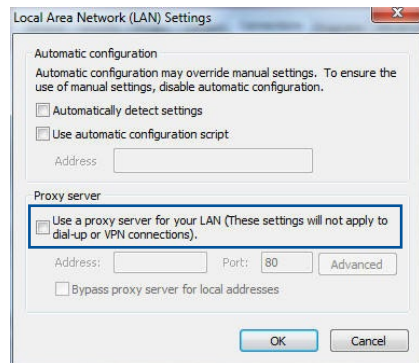 Local Area Network (LAN) Settings
Automatic configuration
Automatic configuration may override manual settings. To ensure the
use of manual settings, disable automatic configuration.
Automatically detect settings
Use automatic configuration script
Address
Proxy server
Use a proxy server for your LAN (These settings will not apply to
dial-up or VPN connections).
Address:
Port: 80
Advanced
Bypass proxy server for local addresses
OK
Cancel